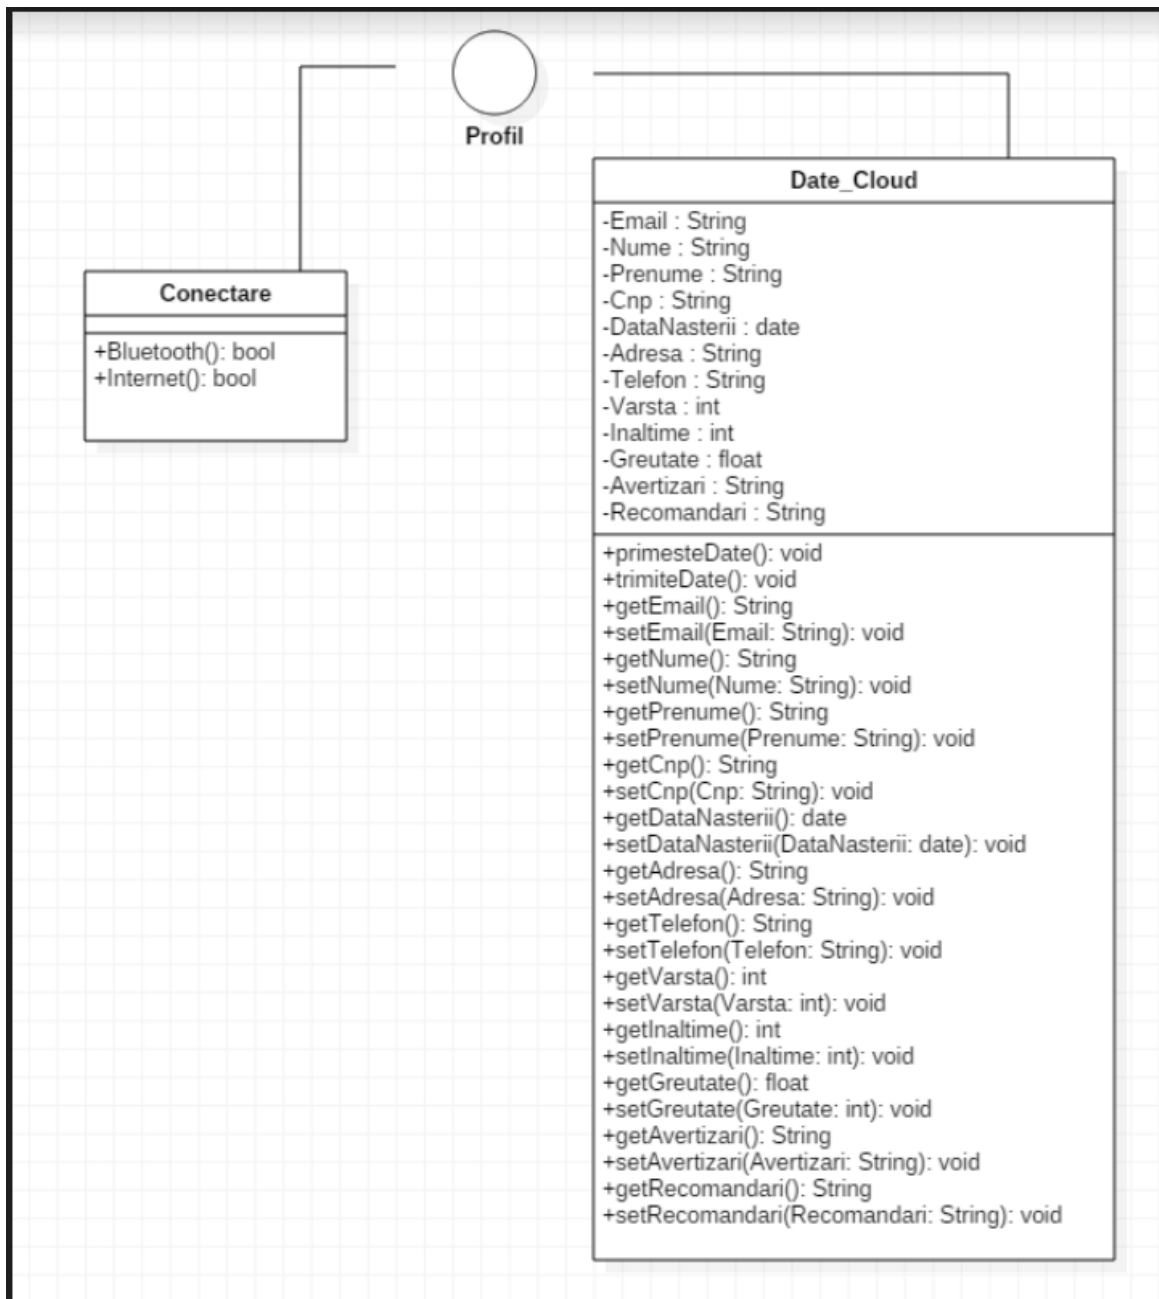 Profil
Date_Cloud
-Email : String
-Nume : String
-Prenume : String
-Cnp : String
-DataNasterii : date
-Adresa : String
-Telefon : String
-Varsta : int
-Inaltime : int
-Greutate : float
-Avertizari : String
-Recomandari : String
+primesteDate(): void
+trimiteDate(): void
+getEmail(): String
+setEmail(Email: String): void
+getNume(): String
+setNume(Nume: String): void
+getPrenume(): String
+setPrenume(Prenume: String): void
+getCnp(): String
+setCnp(Cnp: String): void
+getDataNasterii(): date
+setDataNasterii(DataNasterii: date): void
+getAdresa(): String
+setAdresa(Adresa: String): void
+getTelefon(): String
+setTelefon(Telefon: String): void
+getVarsta(): int
+setVarsta(Varsta: int): void
+getInaltime(): int
+setInaltime(Inaltime: int): void
+getGreutate(): float
+setGreutate(Greutate: int): void
+getAvertizari(): String
+setAvertizari(Avertizari: String): void
+getRecomandari(): String
+setRecomandari(Recomandari: String): void
Conectare
+Bluetooth(): bool
+Internet(): bool